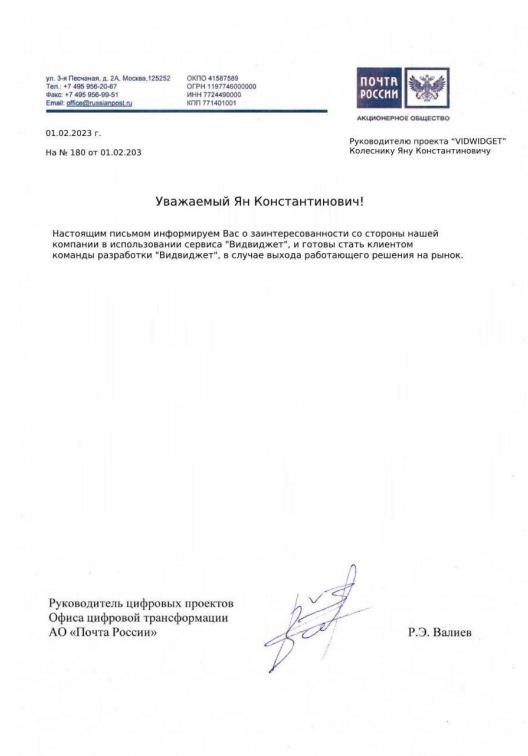 ул. 3-я Песчаная, д. 2А, Москва,125252
Тел.: +7 495 956-20-67
Факс: +7 495 956-99-51
Email: office@russianpost.ru
ОКПО 41587589
ОГРН 1197746000000
ИНН 7724490000
КПП 771401001
ПОЧТА
РОССИИ
АКЦИОНЕРНОЕ ОБЩЕСТВО
01.02.2023 г.
На № 180 от 01.02.203
Руководителю проекта "VIDWIDGET"
Колеснику Яну Константиновичу
Уважаемый Ян Константинович!
Настоящим письмом информируем Вас о заинтересованности со стороны нашей
компании в использовании сервиса "Видвиджет", и готовы стать клиентом
команды разработки "Видвиджет", в случае выхода работающего решения на рынок.
Руководитель цифровых проектов
Офиса цифровой трансформации
АО «Почта России»
Р.Э. Валиев